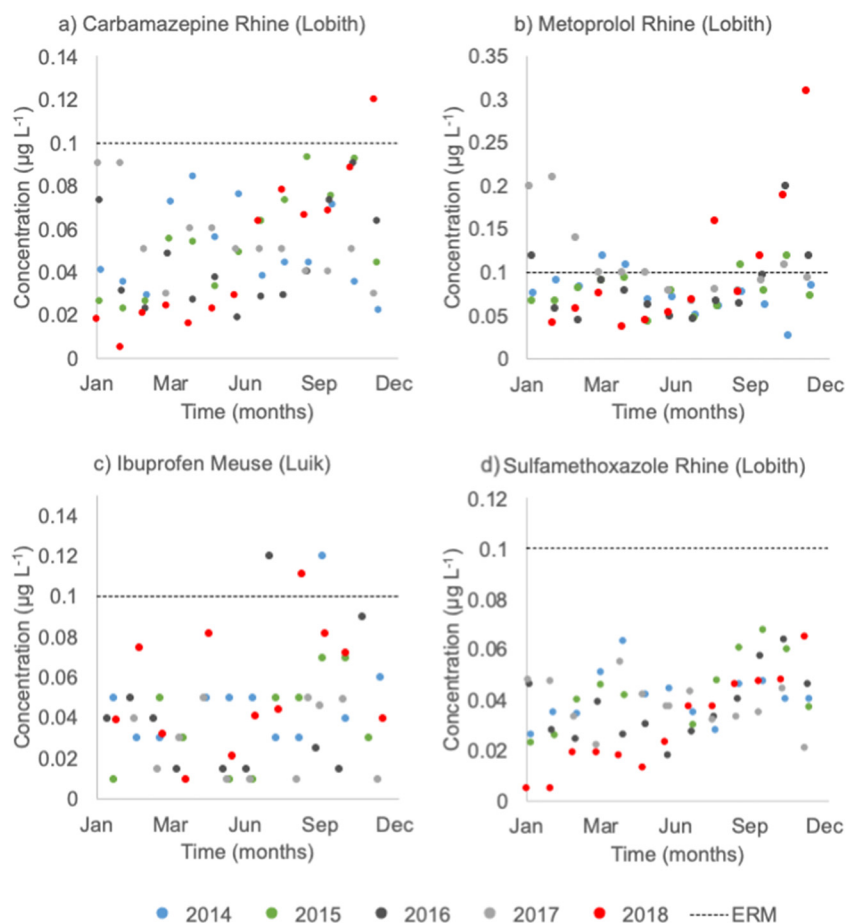 a) Carbamazepine Rhine (Lobith)
0.14
0.12
0.1
0.08
0.06
0.04
0.02
0
Concentration (µg L⁻¹)
Jan Mar Jun Sep Dec
Time (months)
b) Metoprolol Rhine (Lobith)
0.35
0.3
0.25
0.2
0.15
0.1
0.05
0
Concentration (µg L⁻¹)
Jan Mar Jun Sep Dec
Time (months)
c) Ibuprofen Meuse (Luik)
0.14
0.12
0.1
0.08
0.06
0.04
0.02
0
Concentration (µg L⁻¹)
Jan Mar Jun Sep Dec
Time (months)
d) Sulfamethoxazole Rhine (Lobith)
0.12
0.1
0.08
0.06
0.04
0.02
0
Concentration (µg L⁻¹)
Jan Mar Jun Sep Dec
Time (months)
2014 2015 2016 2017 2018 ERM